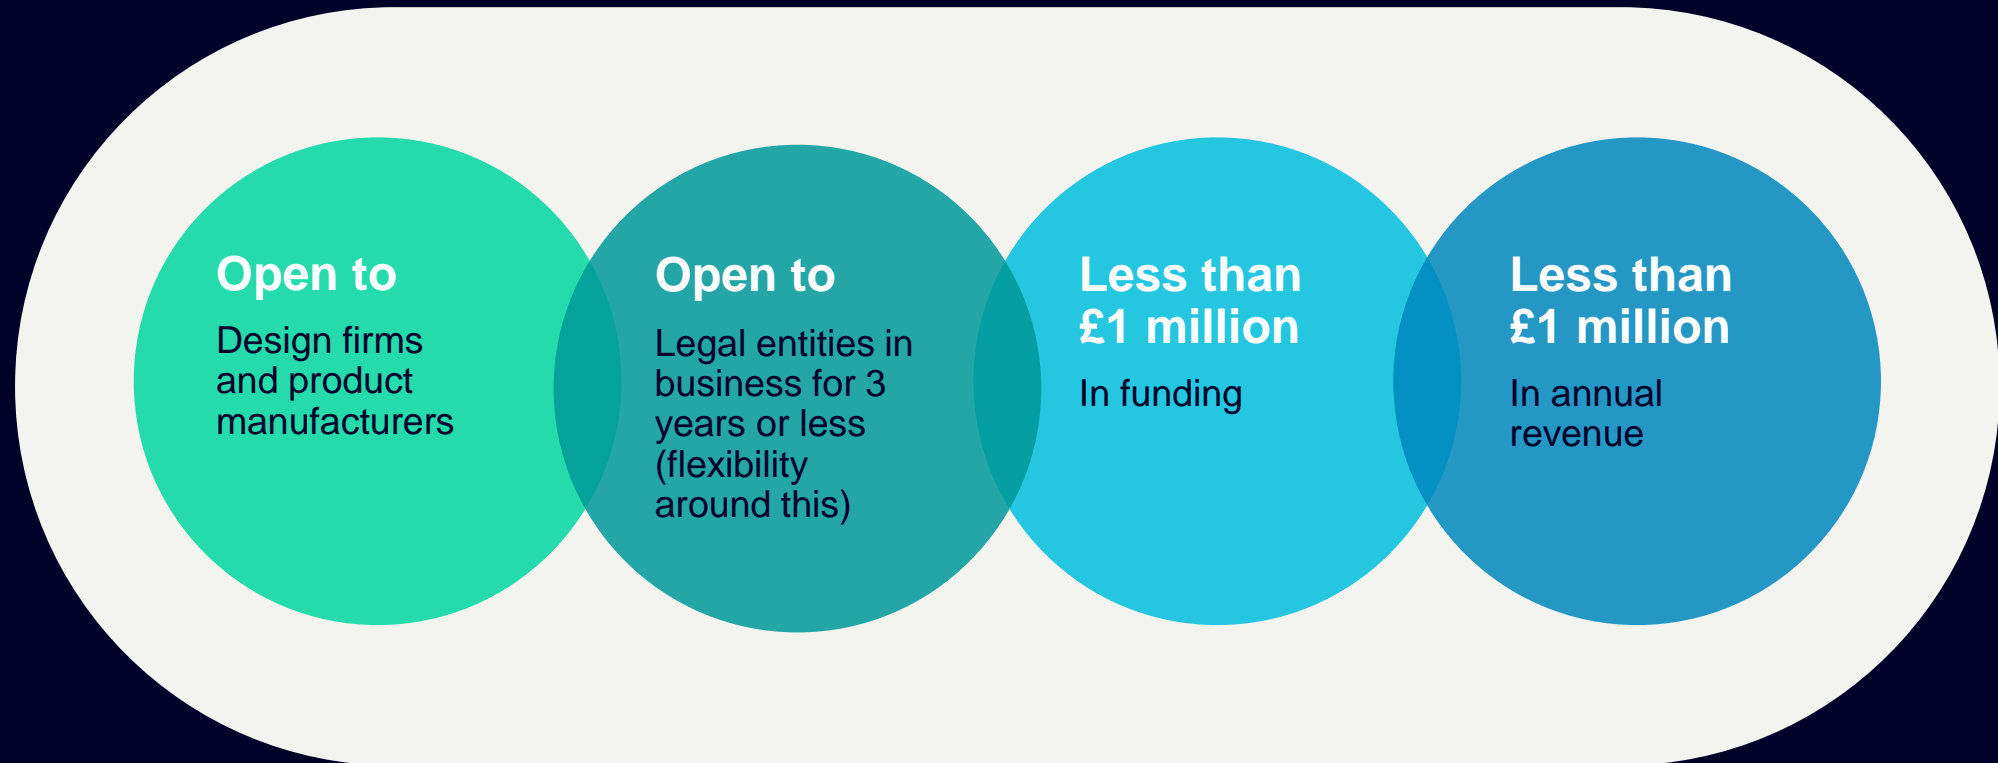 Open to
Design firms
and product
manufacturers
Open to
Legal entities in
business for 3
years or less
(flexibility
around this)
Less than
£1 million
In funding
Less than
£1 million
In annual
revenue